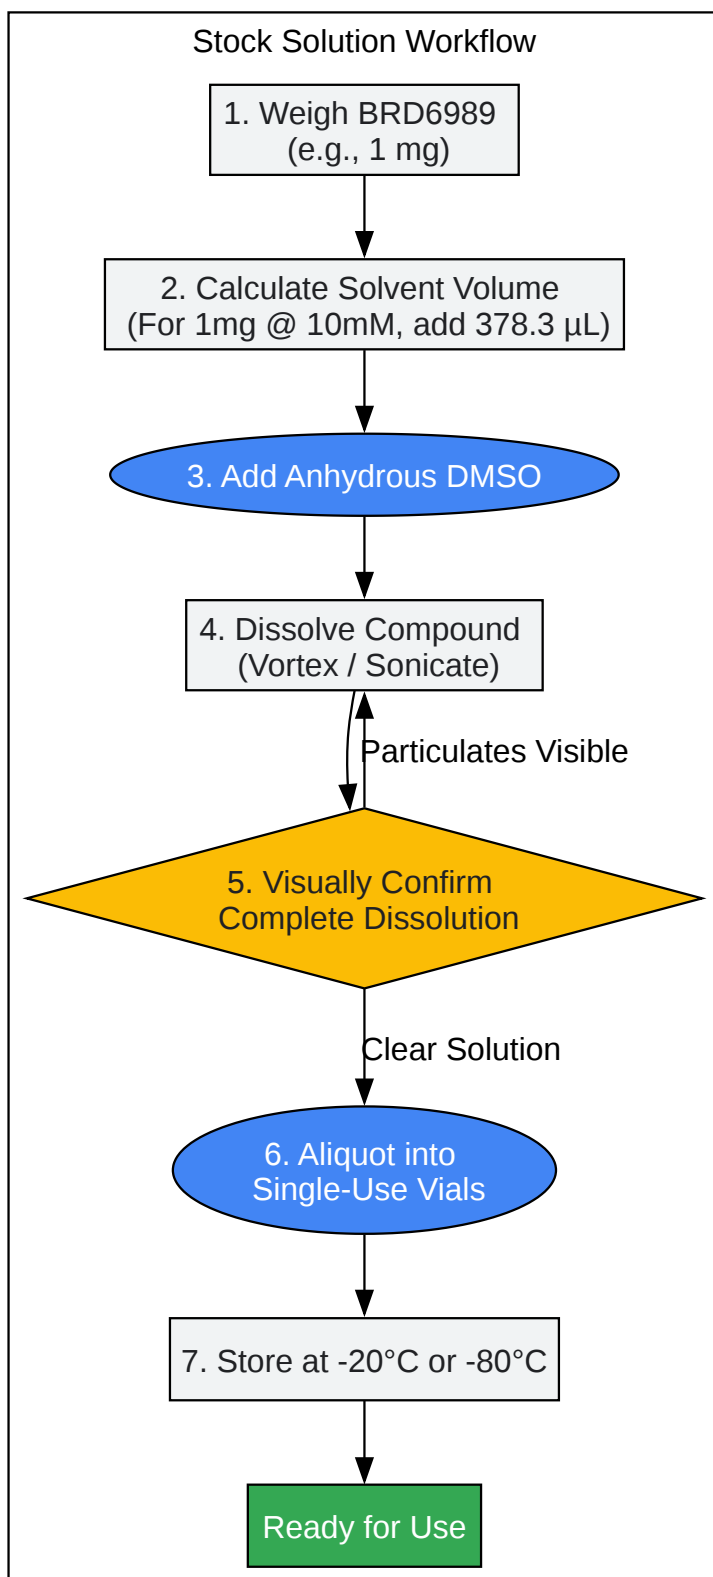 Stock Solution Workflow
1. Weigh BRD6989
(e.g., 1 mg)
2. Calculate Solvent Volume
(For 1mg @ 10mM, add 378.3 µL)
3. Add Anhydrous DMSO
4. Dissolve Compound
(Vortex / Sonicate)
Particulates Visible
5. Visually Confirm
Complete Dissolution
Clear Solution
6. Aliquot into
Single-Use Vials
7. Store at -20°C or -80°C
Ready for Use